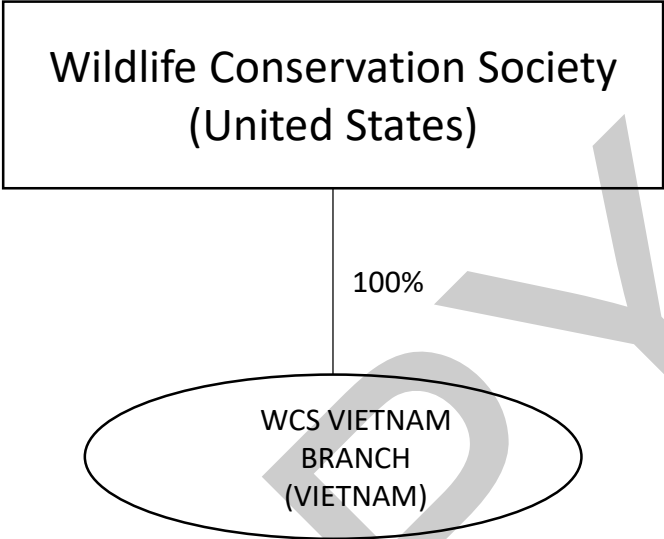 Wildlife Conservation Society
(United States)
100%
WCS VIETNAM
BRANCH
(VIETNAM)